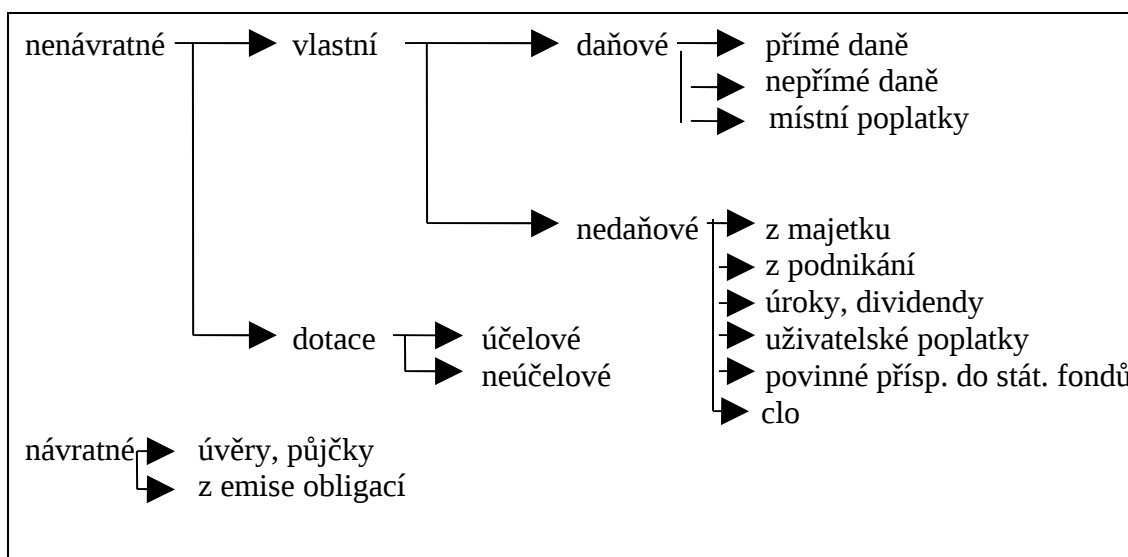 nenávratné vlastní daňové přímé daně
nepřímé daně
místní poplatky
nedaňové z majetku
z podnikání
úroky, dividendy
dotace účelové uživatelské poplatky
neúčelové povinné přísp. do stát. fondů
clo
návratné úvěry, půjčky
z emise obligací